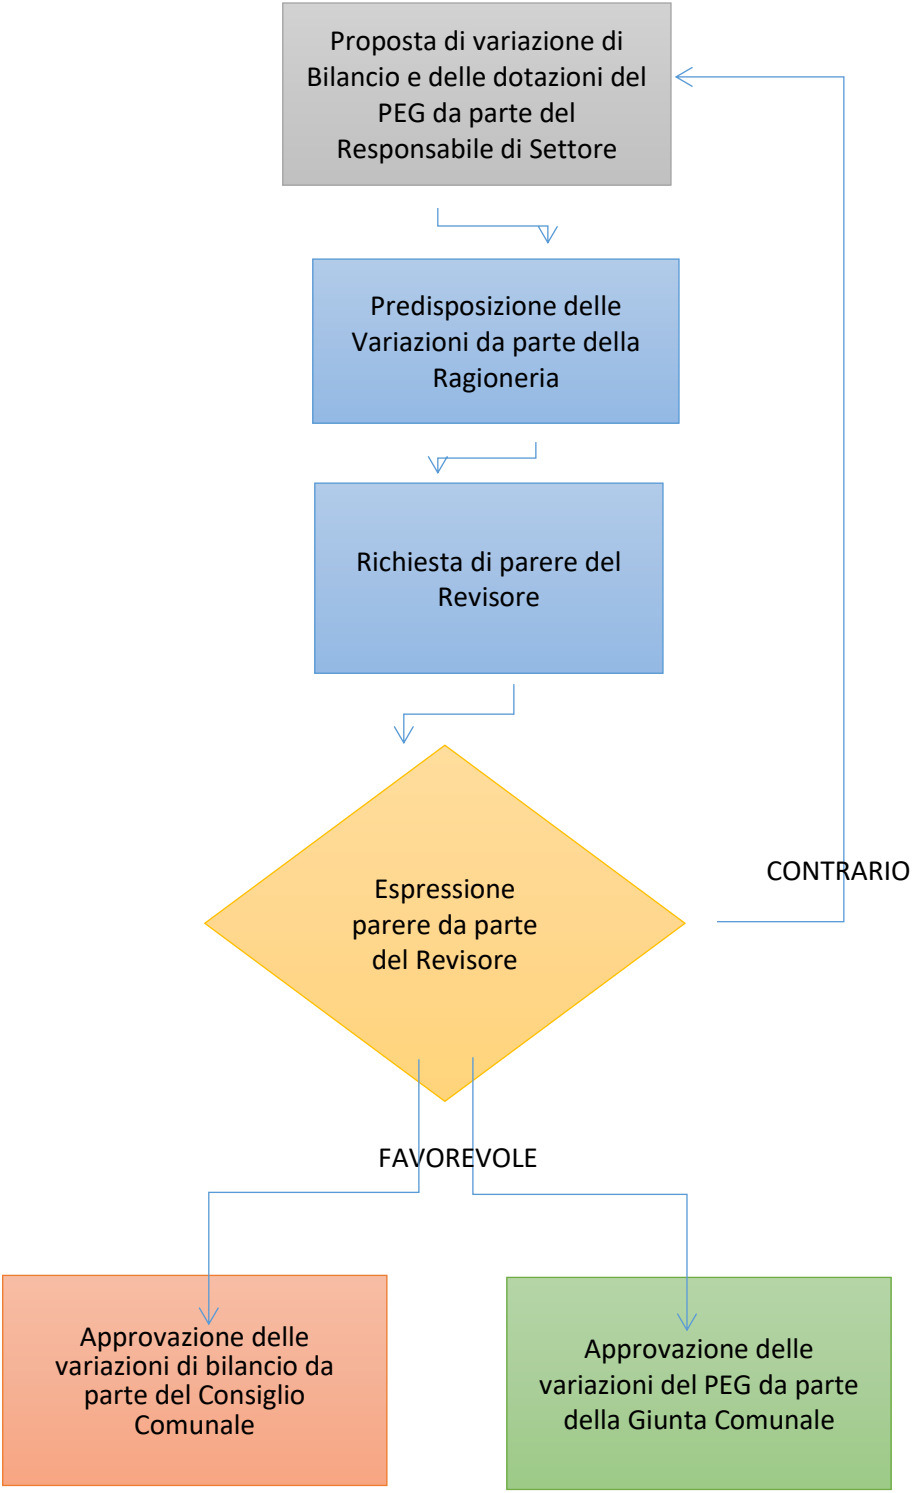 Proposta di variazione di
Bilancio e delle dotazioni del
PEG da parte del
Responsabile di Settore
Predisposizione delle
Variazioni da parte della
Ragioneria
Richiesta di parere del
Revisore
CONTRARIO
Espressione
parere da parte
del Revisore
FAVOREVOLE
Approvazione delle
variazioni di bilancio da
parte del Consiglio
Comunale
Approvazione delle
variazioni del PEG da parte
della Giunta Comunale